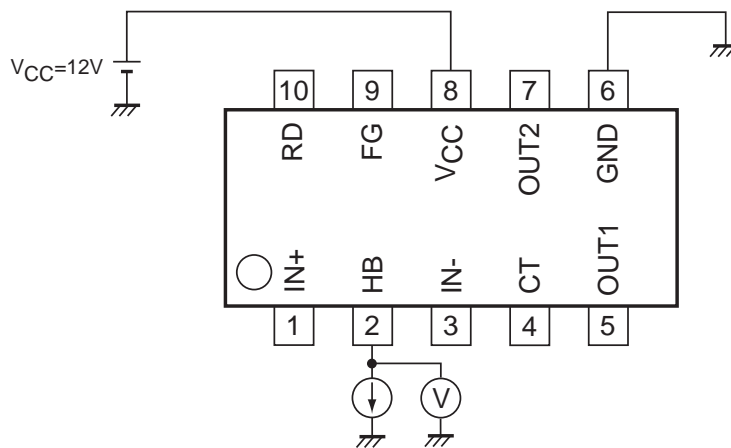 VCC=12V
10 9 8 7 6
RD FG VCC OUT2 GND
IN+ HB IN- CT OUT1
1 2 3 4 5
V